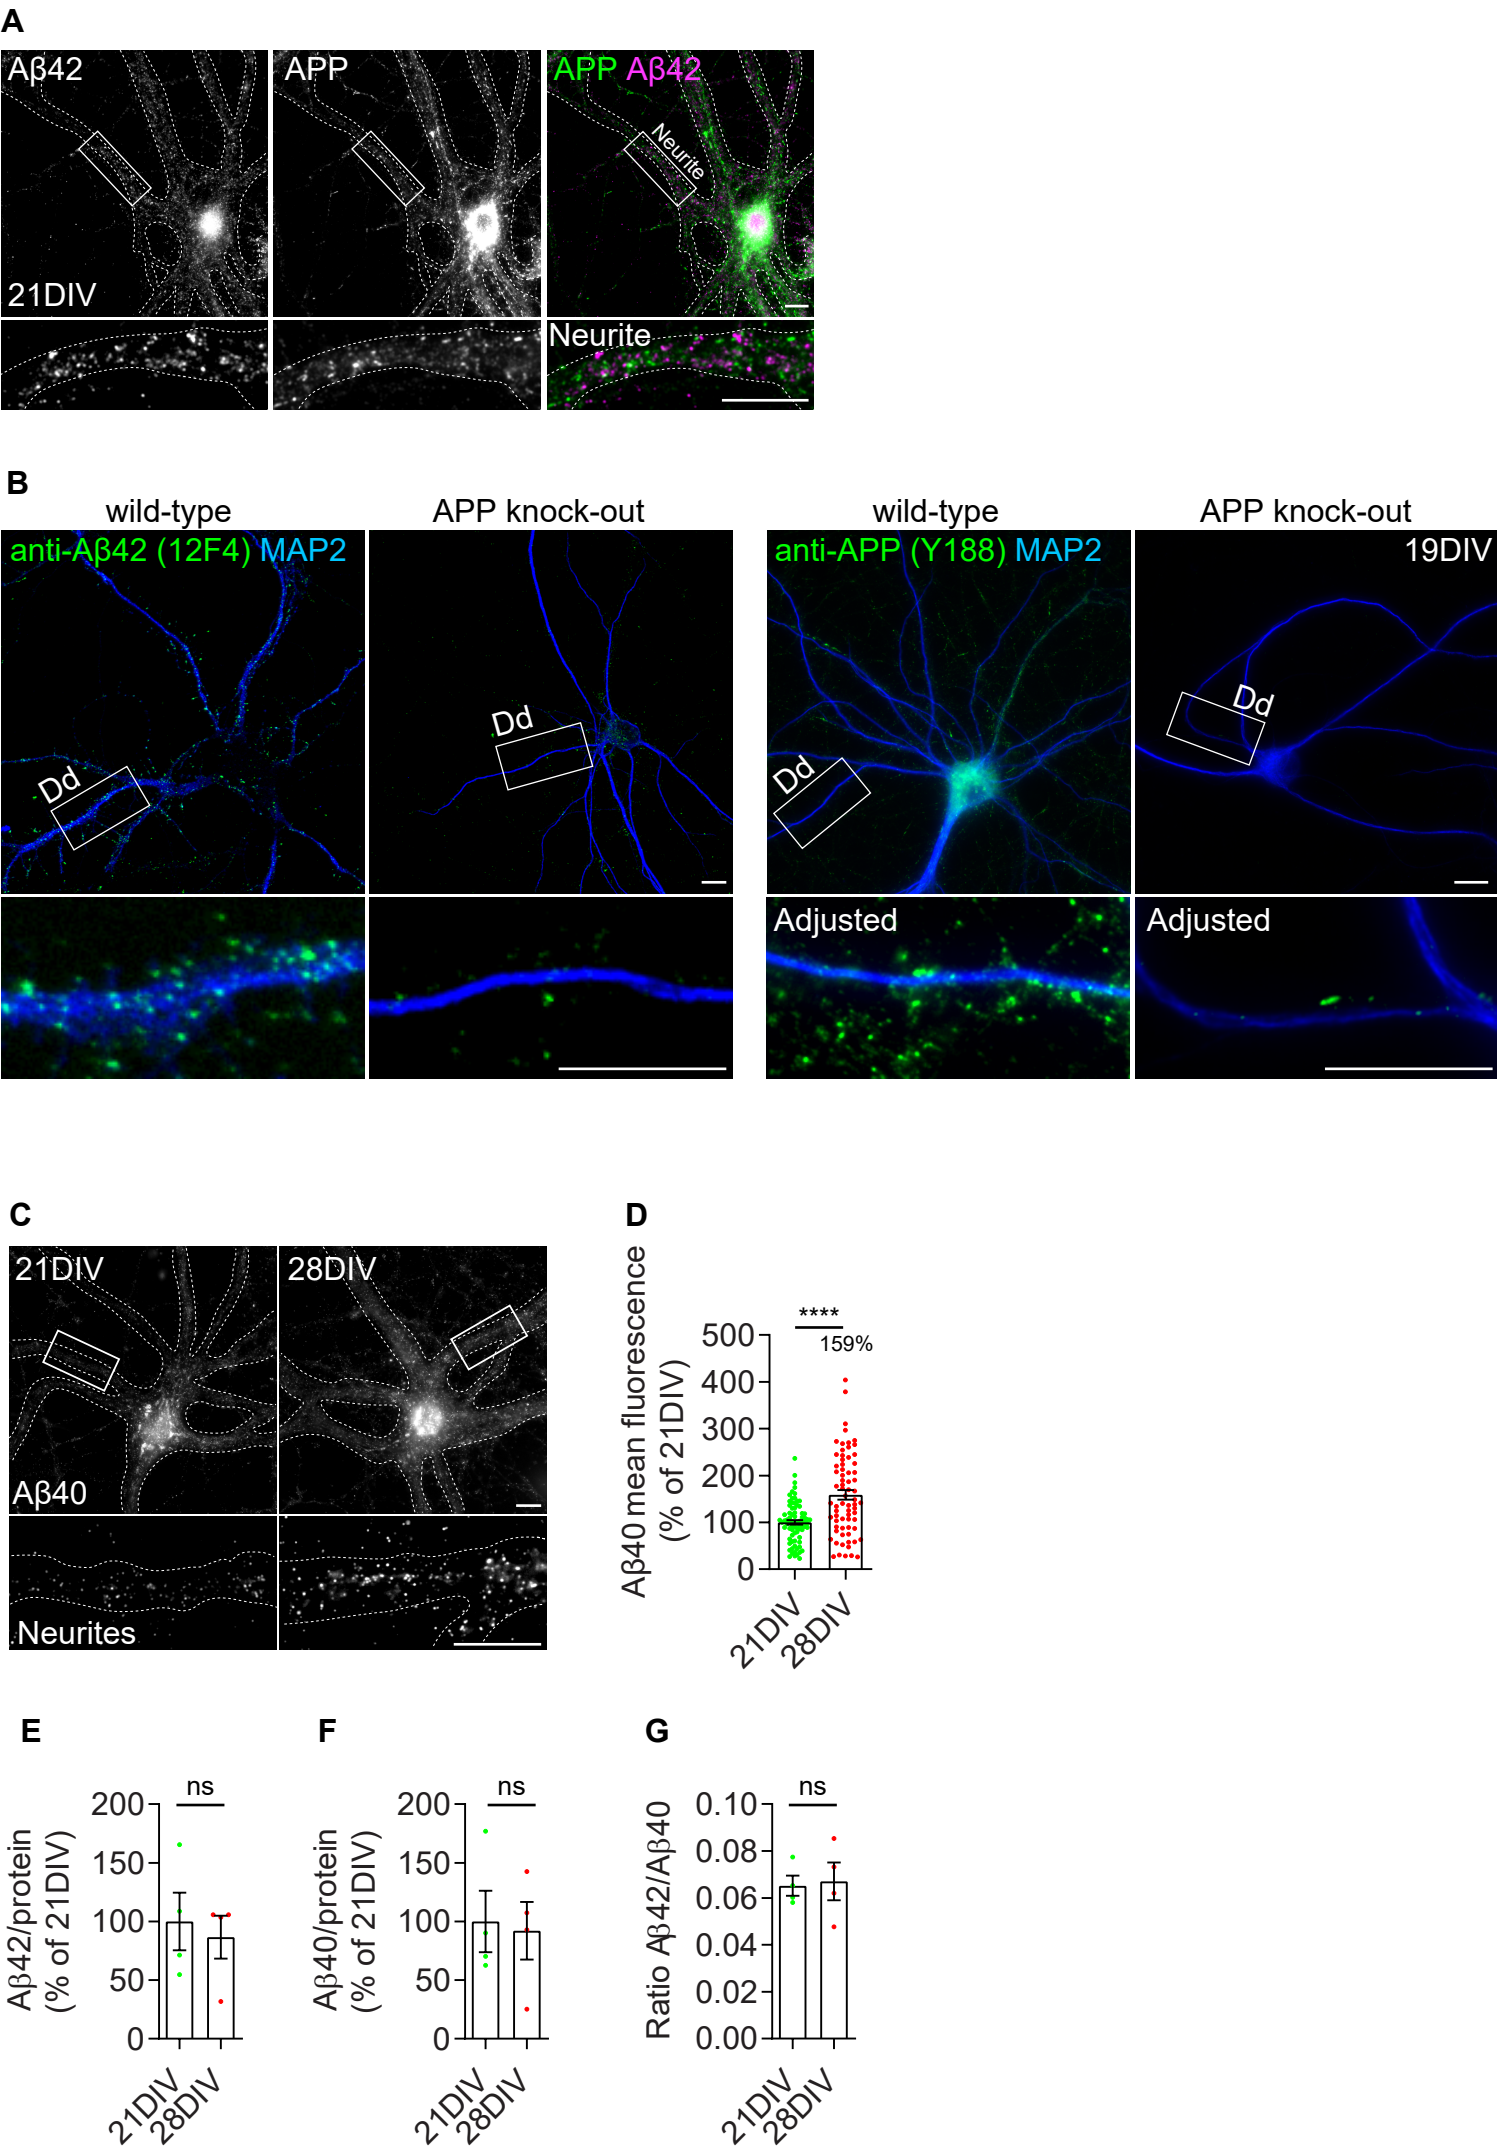 A
Aβ42
APP
APP Aβ42
Neurite
21DIV
Neurite
B
wild-type
APP knock-out
wild-type
APP knock-out
anti-Aβ42 (12F4) MAP2
anti-APP (Y188) MAP2
19DIV
Dd
Dd
Dd
Dd
Adjusted
Adjusted
C
21DIV
28DIV
Aβ40
Neurites
D
Aβ40 mean fluorescence
(% of 21DIV)
****
159%
500
400
300
200
100
0
21DIV
28DIV
E
Aβ42/protein
(% of 21DIV)
ns
200
150
100
50
0
21DIV
28DIV
F
Aβ40/protein
(% of 21DIV)
ns
200
150
100
50
0
21DIV
28DIV
G
Ratio Aβ42/Aβ40
ns
0.10
0.08
0.06
0.04
0.02
0.00
21DIV
28DIV